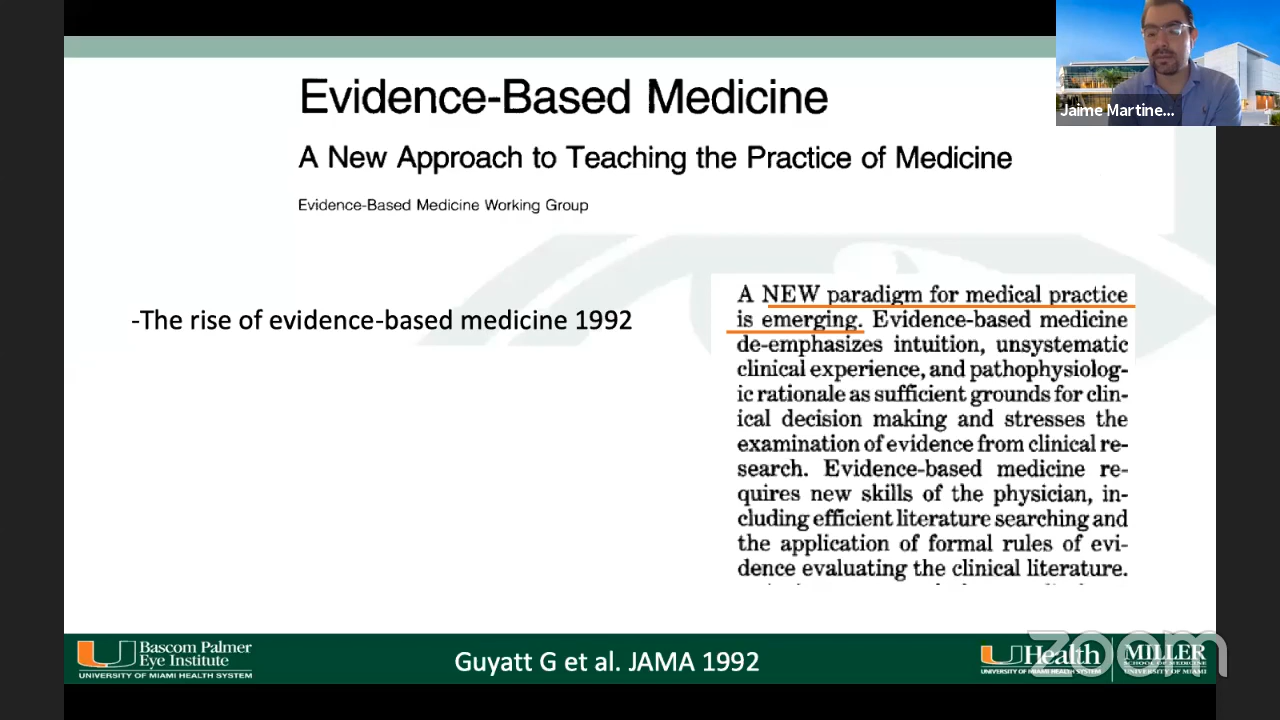 Evidence-Based Medicine
A New Approach to Teaching the Practice of Medicine
Evidence-Based Medicine Working Group
Jaime Martine...
-The rise of evidence-based medicine 1992
A NEW paradigm for medical practice
is emerging. Evidence-based medicine
de-emphasizes intuition, unsystematic
clinical experience, and pathophysiolog-
ic rationale as sufficient grounds for clin-
ical decision making and stresses the
examination of evidence from clinical re-
search. Evidence-based medicine re-
quires new skills of the physician, in-
cluding efficient literature searching and
the application of formal rules of evi-
dence evaluating the clinical literature.
Bascom Palmer
Eye Institute
UNIVERSITY OF MIAMI HEALTH SYSTEM
Guyatt G et al. JAMA 1992
UHealth
UNIVERSITY OF MIAMI HEALTH SYSTEM
MILLER
SCHOOL OF MEDICINE
UNIVERSITY OF MIAMI
zoom